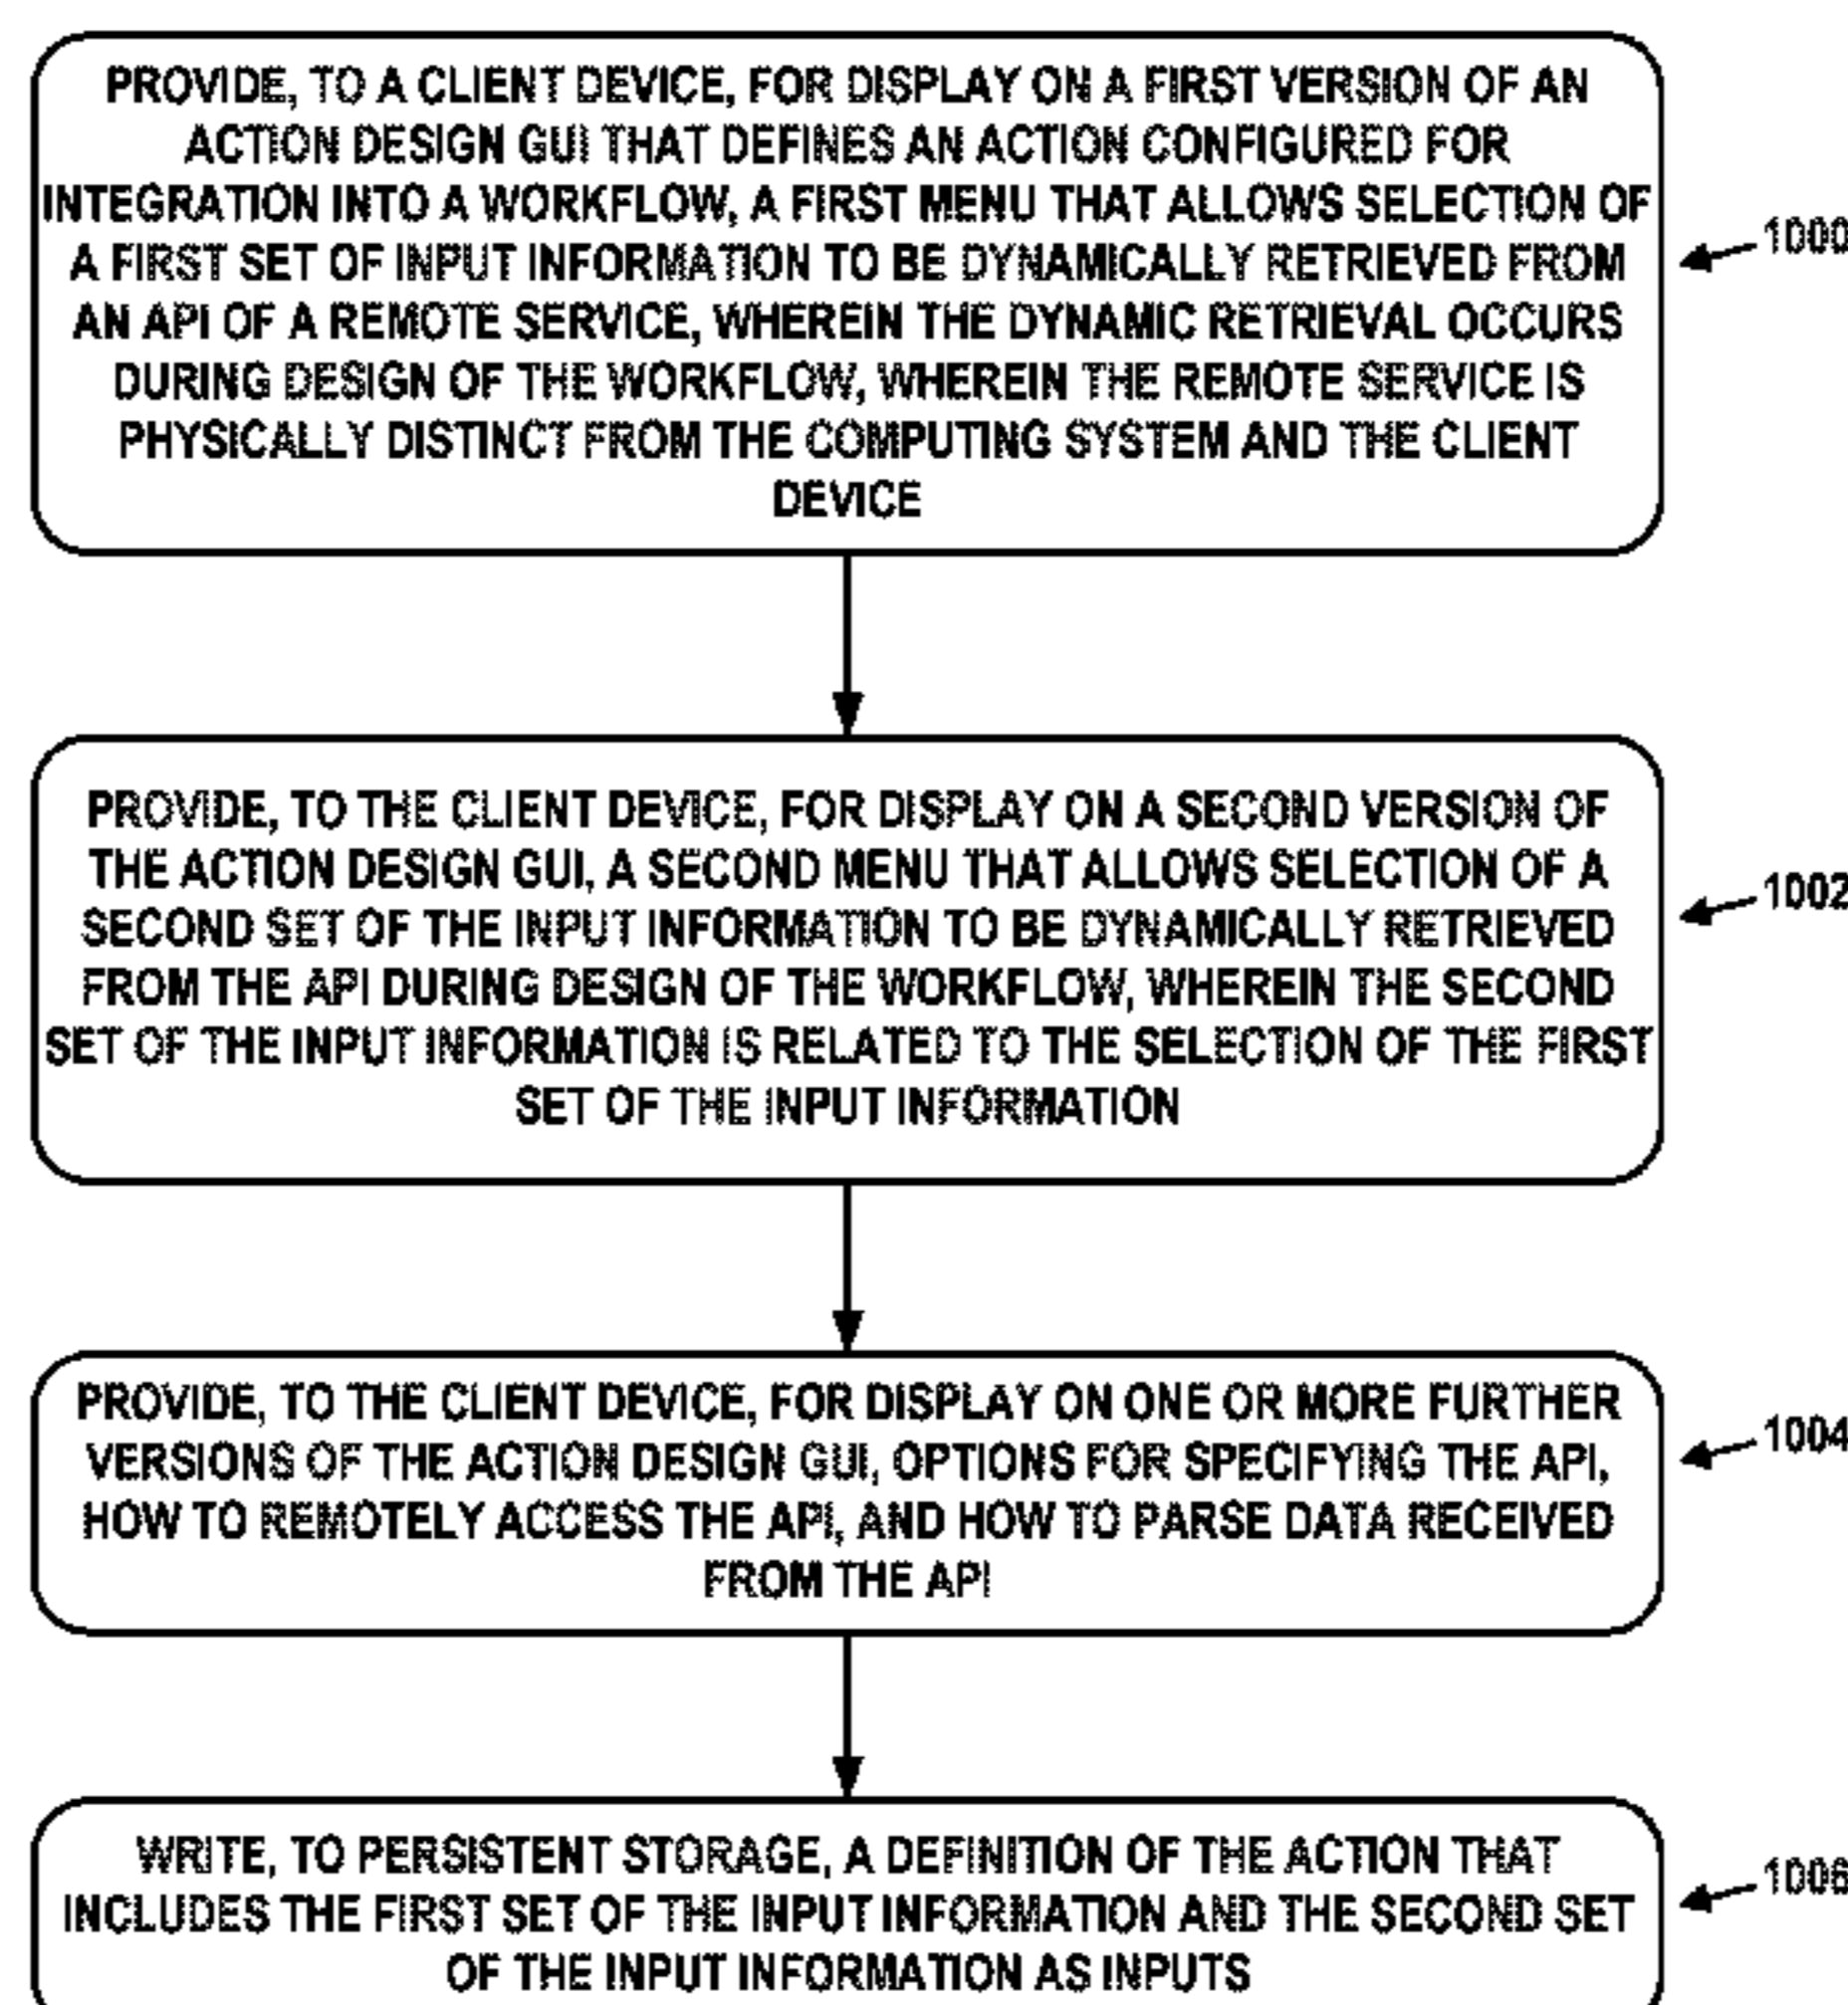 PROVIDE, TO A CLIENT DEVICE, FOR DISPLAY ON A FIRST VERSION OF AN
ACTION DESIGN GUI THAT DEFINES AN ACTION CONFIGURED FOR
INTEGRATION INTO A WORKFLOW, A FIRST MENU THAT ALLOWS SELECTION OF
A FIRST SET OF INPUT INFORMATION TO BE DYNAMICALLY RETRIEVED FROM
AN API OF A REMOTE SERVICE, WHEREIN THE DYNAMIC RETRIEVAL OCCURS
DURING DESIGN OF THE WORKFLOW, WHEREIN THE REMOTE SERVICE IS
PHYSICALLY DISTINCT FROM THE COMPUTING SYSTEM AND THE CLIENT
DEVICE
1000
PROVIDE, TO THE CLIENT DEVICE, FOR DISPLAY ON A SECOND VERSION OF
THE ACTION DESIGN GUI, A SECOND MENU THAT ALLOWS SELECTION OF A
SECOND SET OF THE INPUT INFORMATION TO BE DYNAMICALLY RETRIEVED
FROM THE API DURING DESIGN OF THE WORKFLOW, WHEREIN THE SECOND
SET OF THE INPUT INFORMATION IS RELATED TO THE SELECTION OF THE FIRST
SET OF THE INPUT INFORMATION
1002
PROVIDE, TO THE CLIENT DEVICE, FOR DISPLAY ON ONE OR MORE FURTHER
VERSIONS OF THE ACTION DESIGN GUI, OPTIONS FOR SPECIFYING THE API,
HOW TO REMOTELY ACCESS THE API, AND HOW TO PARSE DATA RECEIVED
FROM THE API
1004
WRITE, TO PERSISTENT STORAGE, A DEFINITION OF THE ACTION THAT
INCLUDES THE FIRST SET OF THE INPUT INFORMATION AND THE SECOND SET
OF THE INPUT INFORMATION AS INPUTS
1006